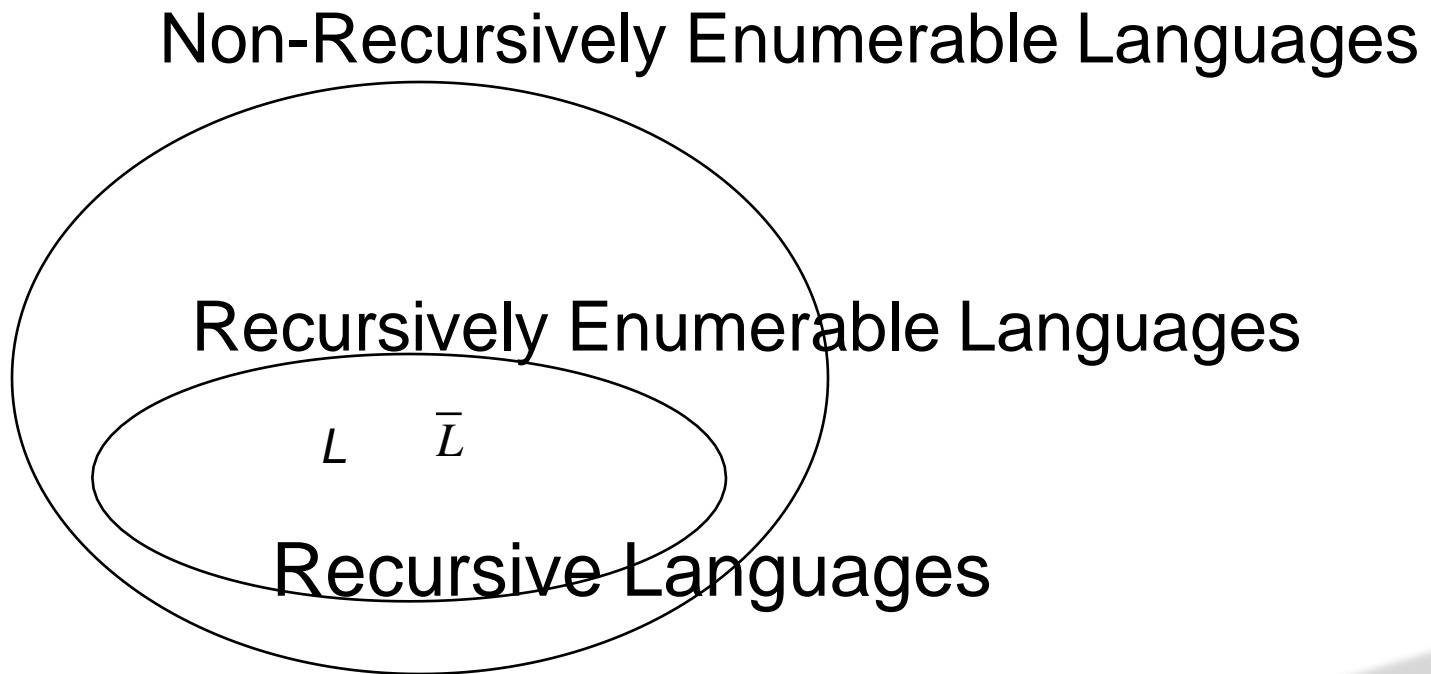 Non-Recursively Enumerable Languages
Recursively Enumerable Languages
L L̅
Recursive Languages